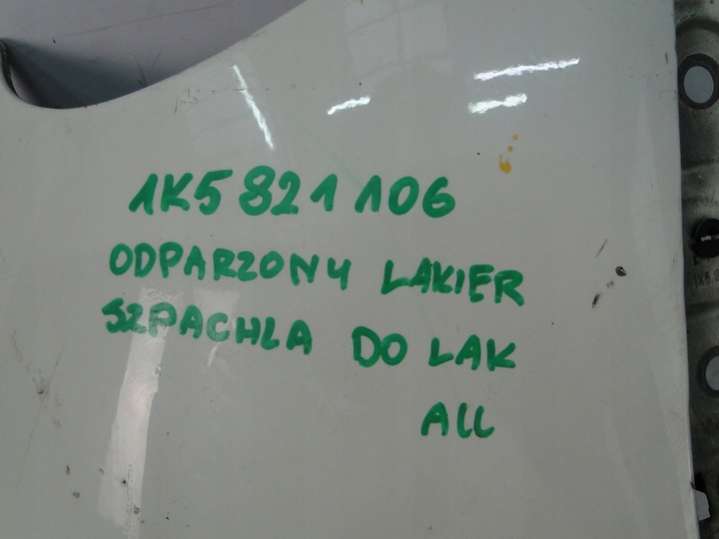 1K5 821 106
ODPARZONY LAKIER
SZPACHLA DO LAK
ALL